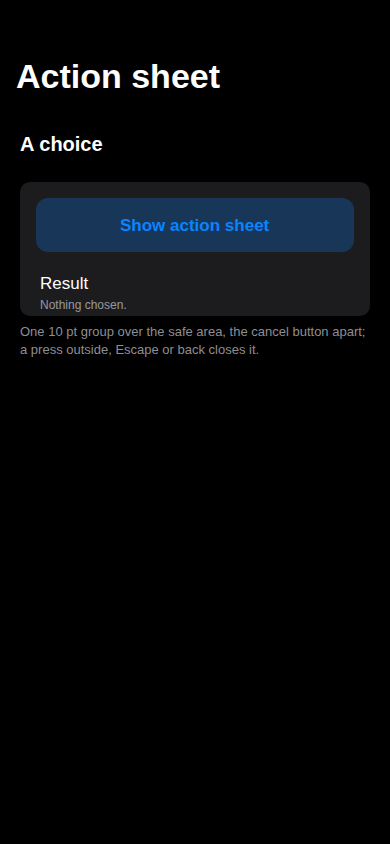 Action sheet
A choice
Show action sheet
Result
Nothing chosen.
One 10 pt group over the safe area, the cancel button apart;
a press outside, Escape or back closes it.